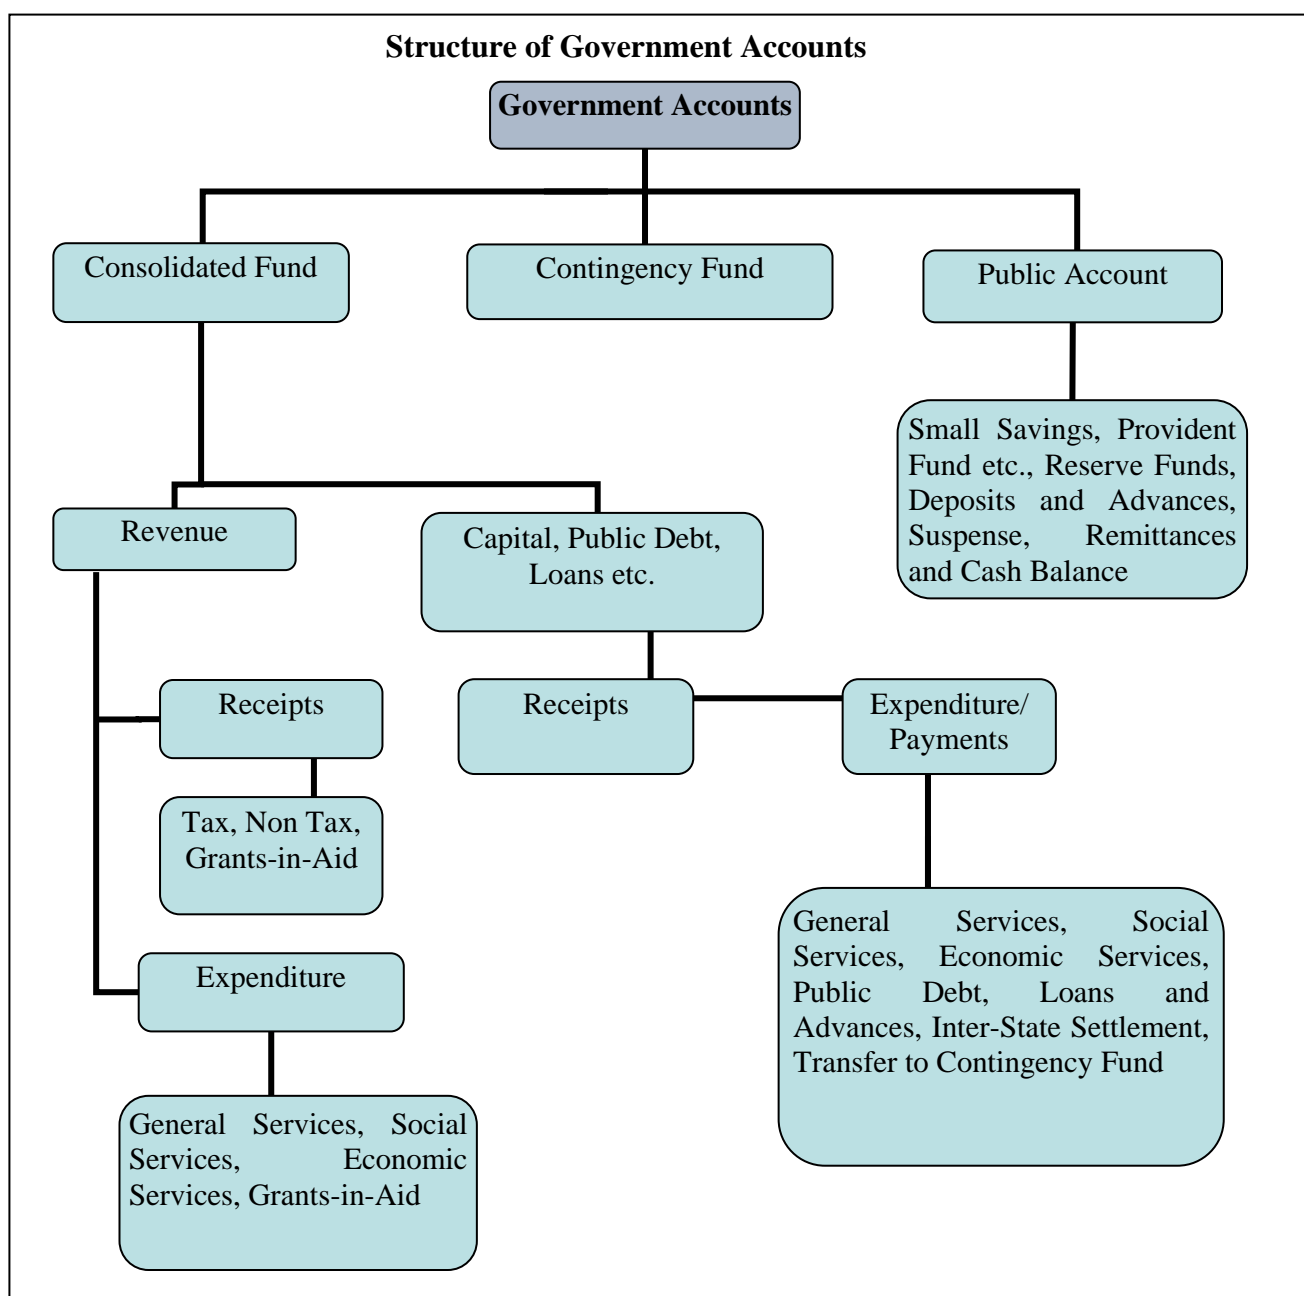 Structure of Government Accounts
Government Accounts
Consolidated Fund
Contingency Fund
Public Account
Small Savings, Provident
Fund etc., Reserve Funds,
Deposits and Advances,
Suspense, Remittances
and Cash Balance
Revenue
Capital, Public Debt,
Loans etc.
Receipts
Receipts
Expenditure/
Payments
Tax, Non Tax,
Grants-in-Aid
General Services, Social
Services, Economic Services,
Public Debt, Loans and
Advances, Inter-State Settlement,
Transfer to Contingency Fund
Expenditure
General Services, Social
Services, Economic
Services, Grants-in-Aid